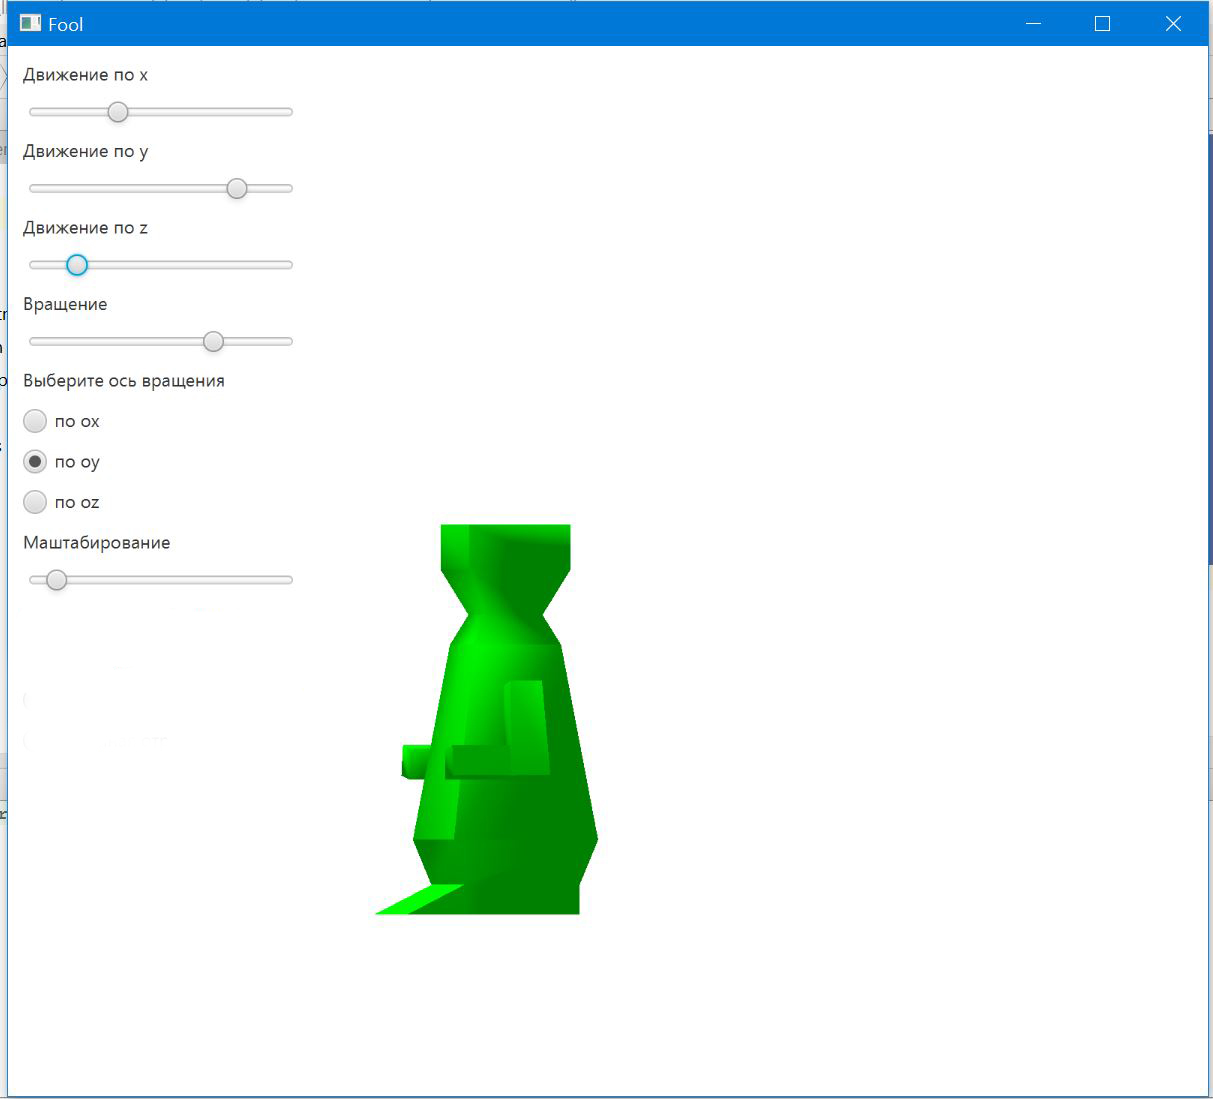 Fool
Движение по x
Движение по y
Движение по z
Вращение
Выберите ось вращения
по ox
по oy
по oz
Маштабирование